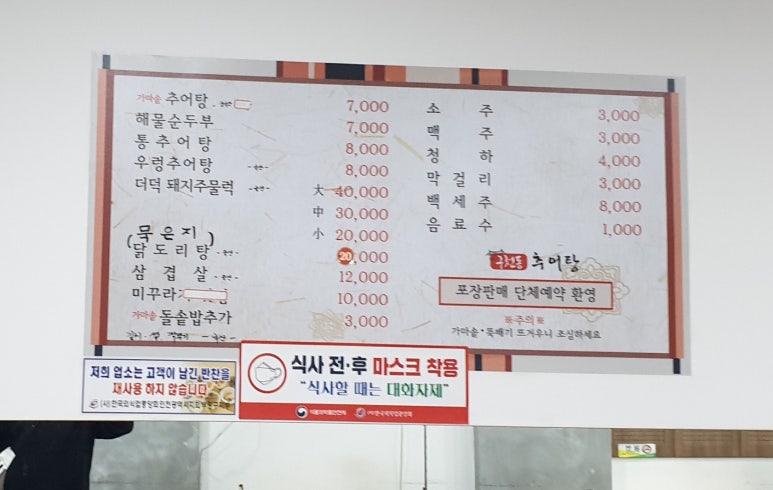 가마솥 추어탕 7,000
해물순두부 7,000
통추어탕 8,000
우렁추어탕 8,000
더덕 돼지주물럭 大 40,000
中 30,000
小 20,000
(묵은지)
닭도리탕 20,000
삼겹살 12,000
미꾸라 10,000
가마솥 돌솥밥추가 3,000
소주 3,000
맥주 3,000
청하 4,000
막걸리 3,000
백세주 8,000
음료수 1,000
추어탕
포장판매 단체예약 환영
※주의※
가마솥·뚝배기 뜨거우니 조심하세요
저희 업소는 고객이 남긴 반찬을
재사용 하지 않습니다
식사 전·후 마스크 착용
"식사할 때는 대화자제"
식품의약품안전처